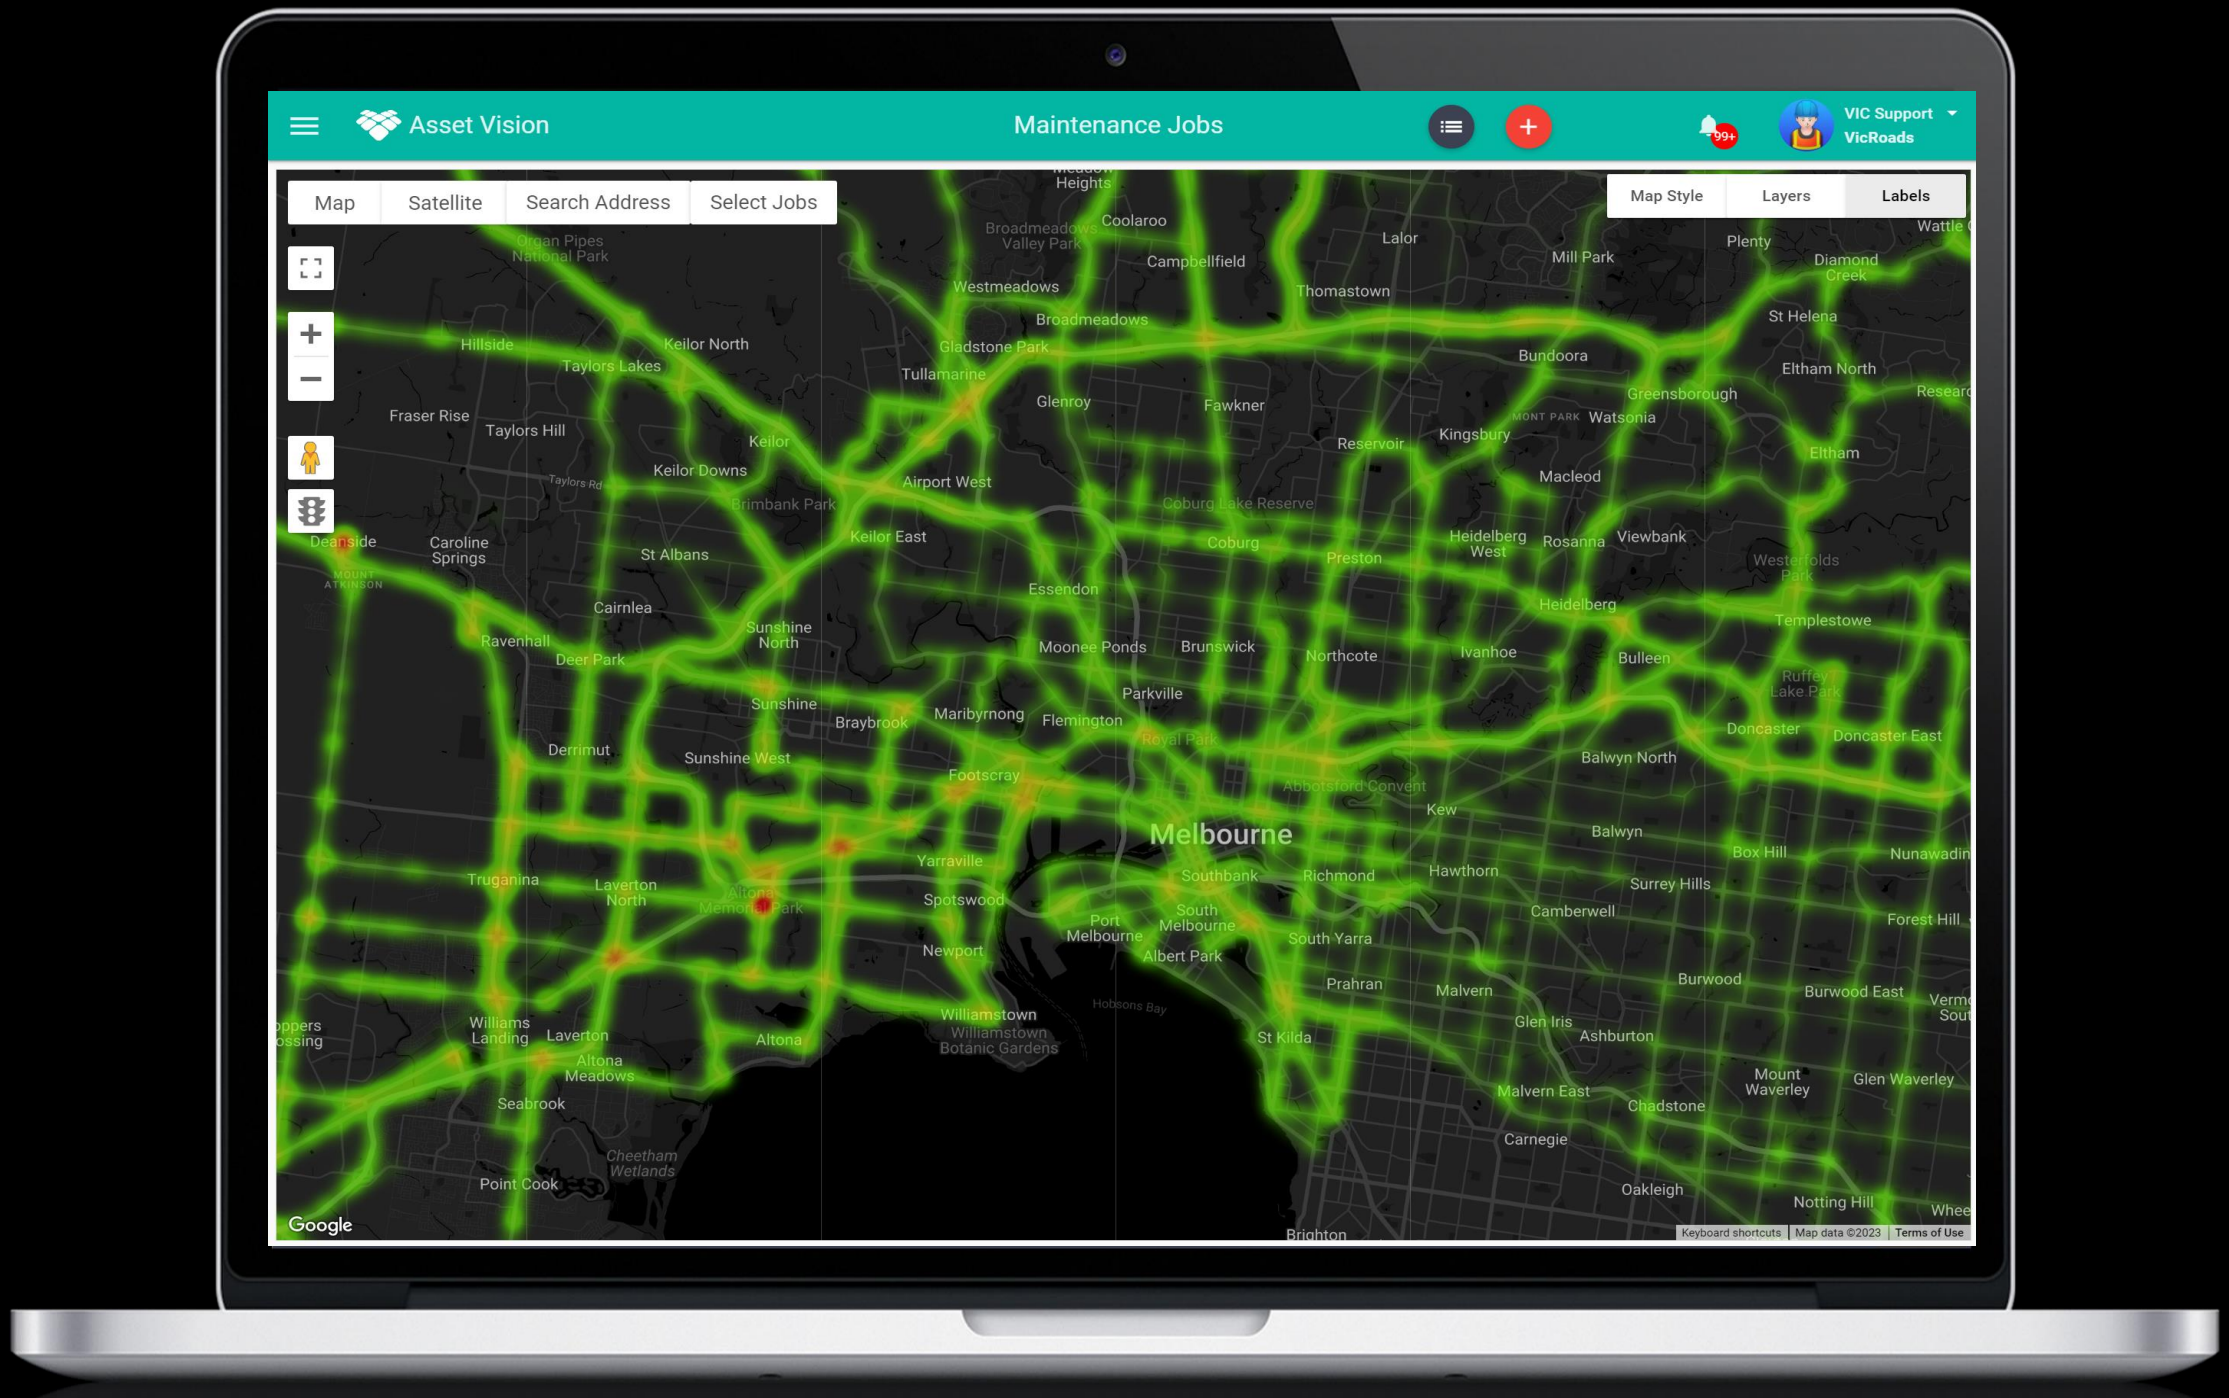 Asset Vision
Maintenance Jobs
99+
VIC Support
VicRoads
Map
Satellite
Search Address
Select Jobs
Map Style
Layers
Labels
Heights
Coolaroo
Broadmeadows
Valley Park
Organ Pipes
National Park
Lalor
Plenty
Wattle
Campbellfield
Mill Park
Diamond
Creek
Westmeadows
Thomastown
Broadmeadows
St Helena
Hillside
Keilor North
Gladstone Park
Bundoora
Taylors Lakes
Tullamarine
Eltham North
Greensborough
Glenroy
Fawkner
Fraser Rise
MONT PARK
Watsonia
Taylors Hill
Keilor
Reservoir
Kingsbury
Eltham
Keilor Downs
Taylors Rd
Airport West
Macleod
Brimbank Park
Coburg Lake Reserve
Deanside
Caroline
Springs
Keilor East
Coburg
Heidelberg
West
Rosanna
Viewbank
St Albans
Preston
Westerfolds
Park
MOUNT
ATKINSON
Essendon
Cairnlea
Heidelberg
Templestowe
Sunshine
North
Ravenhall
Deer Park
Moonee Ponds
Brunswick
Northcote
Ivanhoe
Bulleen
Ruffey
Lake Park
Parkville
Sunshine
Braybrook
Maribyrnong
Flemington
Royal Park
Doncaster
Doncaster East
Derrimut
Sunshine West
Balwyn North
Footscray
Abbotsford Convent
Kew
Melbourne
Balwyn
Box Hill
Nunawadin
Yarraville
Truganina
Laverton
North
Altona
Memorial Park
Southbank
Richmond
Hawthorn
Surrey Hills
Spotswood
South
Melbourne
Port
Melbourne
Camberwell
Forest Hill
South Yarra
Newport
Albert Park
Prahran
Malvern
Burwood
Burwood East
Hobsons Bay
Williamstown
Williamstown
Botanic Gardens
Williams
Landing
Laverton
Altona
St Kilda
Glen Iris
Ashburton
Altona
Meadows
Mount
Waverley
Glen Waverley
Seabrook
Malvern East
Chadstone
Carnegie
Cheetham
Wetlands
Point Cook
Oakleigh
Notting Hill
Whee
Brighton
Google
Keyboard shortcuts
Map data ©2023
Terms of Use